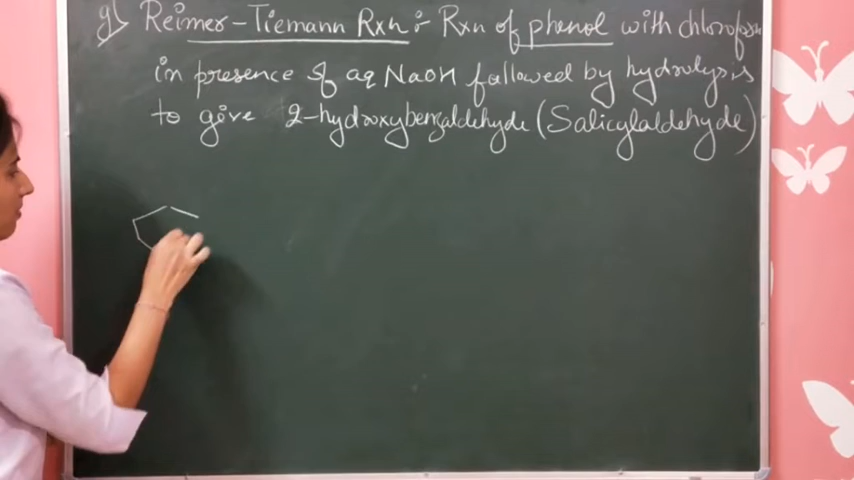 g) Reimer-Tiemann Rxn :- Rxn of phenol with chloroform
in presence of aq NaOH followed by hydrolysis
to give 2-hydroxybenzaldehyde (Salicylaldehyde)